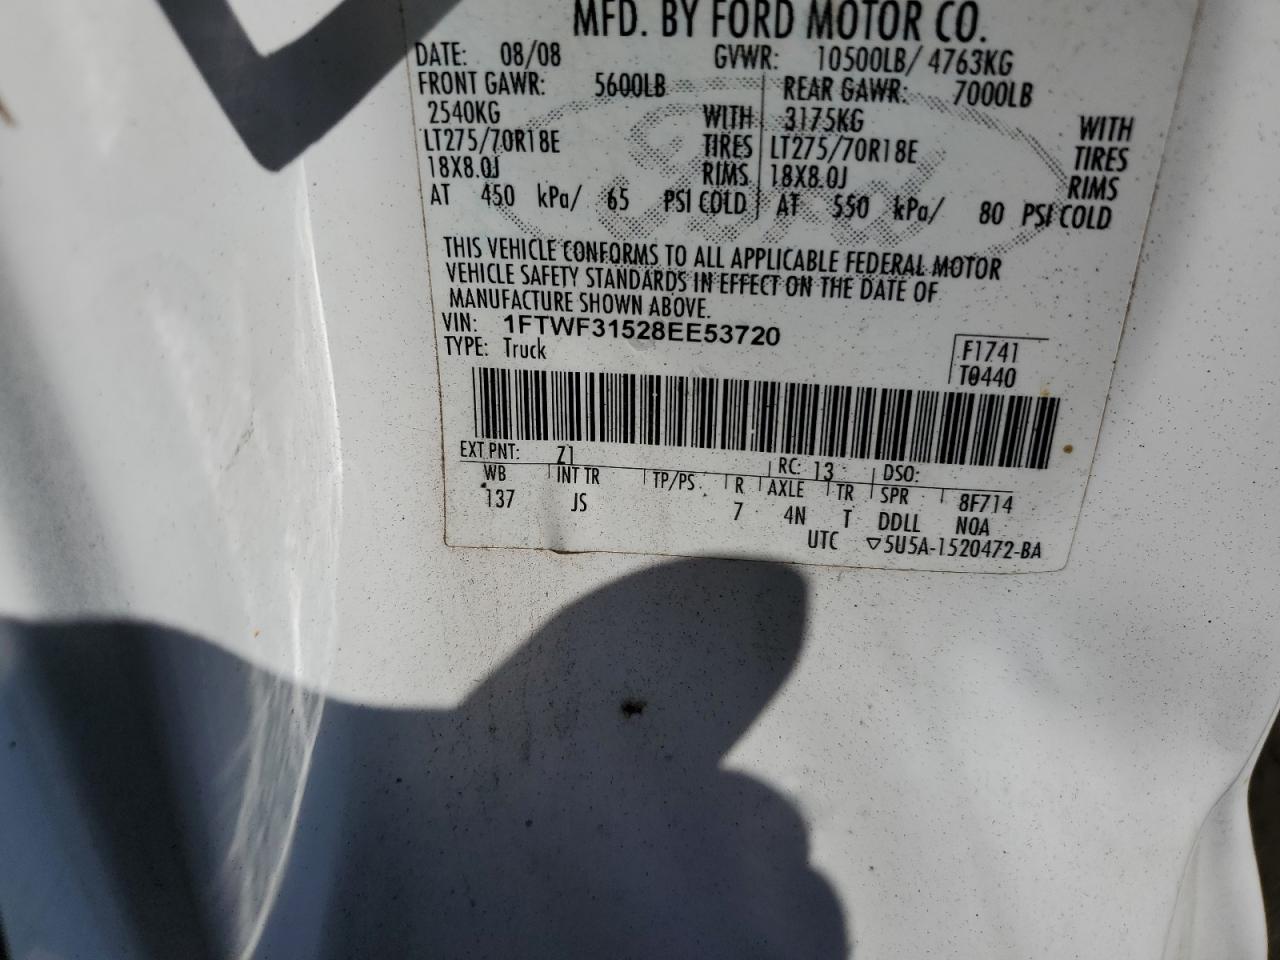 MFD. BY FORD MOTOR CO.
DATE: 08/08 GVWR: 10500LB/ 4763KG
FRONT GAWR: 5600LB REAR GAWR: 7000LB
2540KG WITH 3175KG WITH
LT275/70R18E TIRES LT275/70R18E TIRES
18X8.0J RIMS 18X8.0J RIMS
AT 450 kPa/ 65 PSI COLD AT 550 kPa/ 80 PSI COLD
THIS VEHICLE CONFORMS TO ALL APPLICABLE FEDERAL MOTOR
VEHICLE SAFETY STANDARDS IN EFFECT ON THE DATE OF
MANUFACTURE SHOWN ABOVE.
VIN: 1FTWF31528EE53720
TYPE: Truck
F1741
T0440
EXT PNT: Z1 RC: 13 DSO:
WB INT TR TP/PS R AXLE TR SPR 8F714
137 JS 7 4N T DDLL NOA
UTC ▽5U5A-1520472-BA